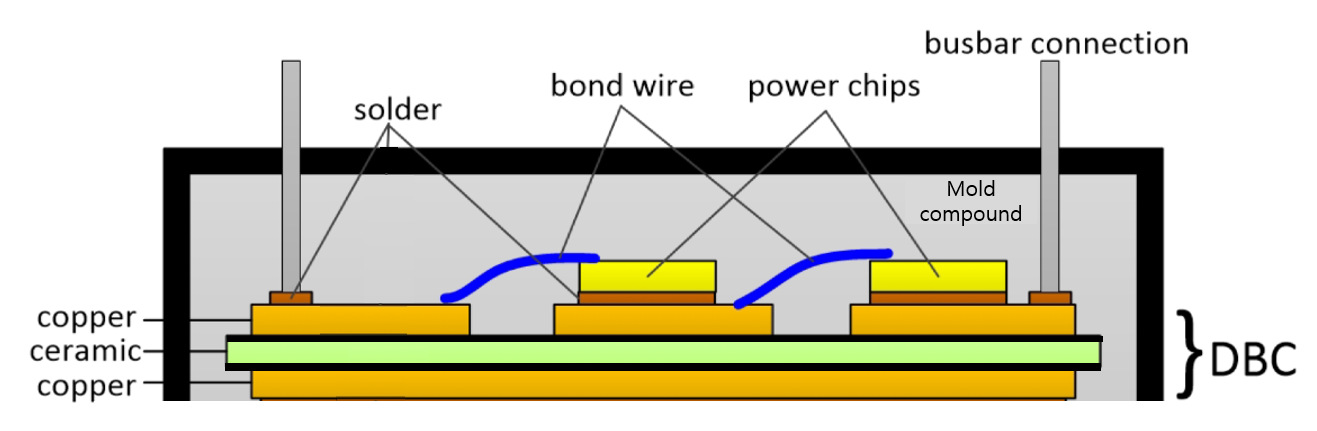 busbar connection
bond wire
power chips
solder
Mold
compound
copper
ceramic
copper
} DBC